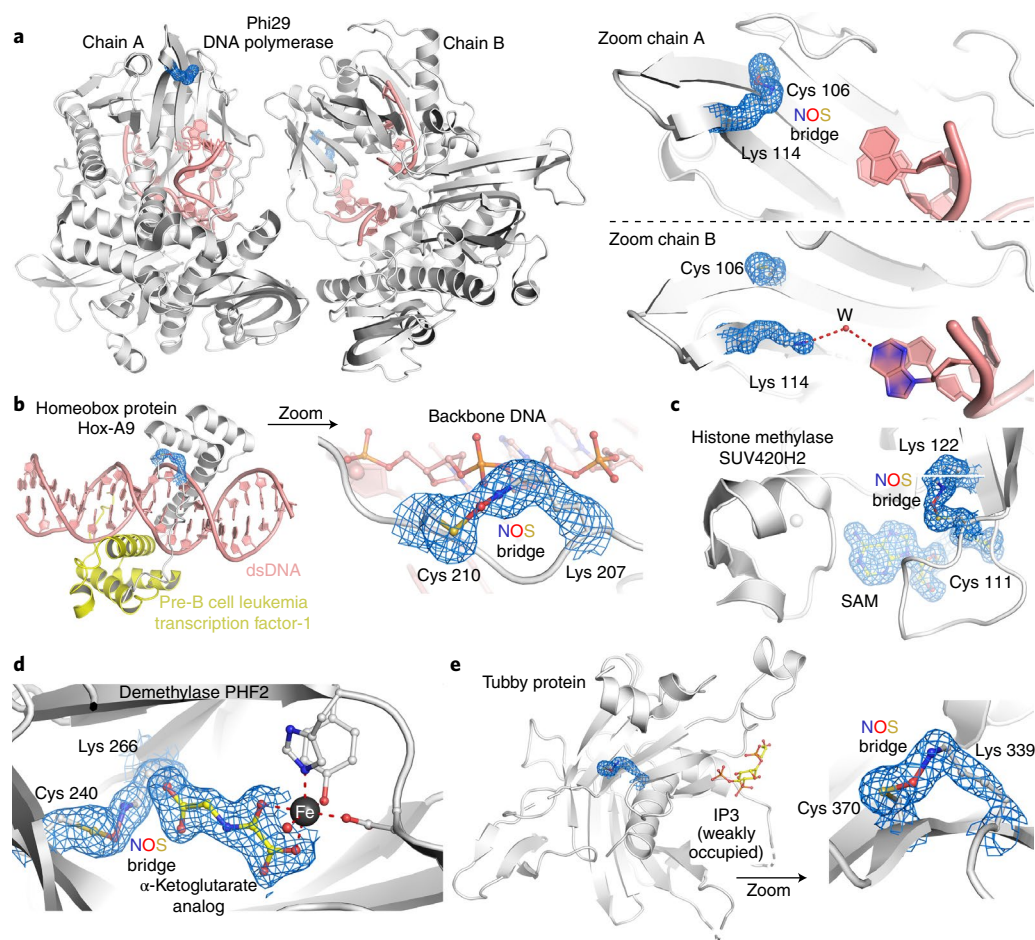 a
Phi29
DNA polymerase
Chain A
Chain B
Zoom chain A
Cys 106
NOS
bridge
Lys 114
Zoom chain B
Cys 106
W
Lys 114
b
Homeobox protein
Hox-A9
Zoom
Backbone DNA
dsDNA
Pre-B cell leukemia
transcription factor-1
NOS
bridge
Cys 210
Lys 207
c
Histone methylase
SUV420H2
Lys 122
NOS
bridge
Cys 111
SAM
d
Demethylase PHF2
Lys 266
Cys 240
NOS
bridge
α-Ketoglutarate
analog
Fe
e
Tubby protein
IP3
(weakly
occupied)
Zoom
NOS
bridge
Lys 339
Cys 370